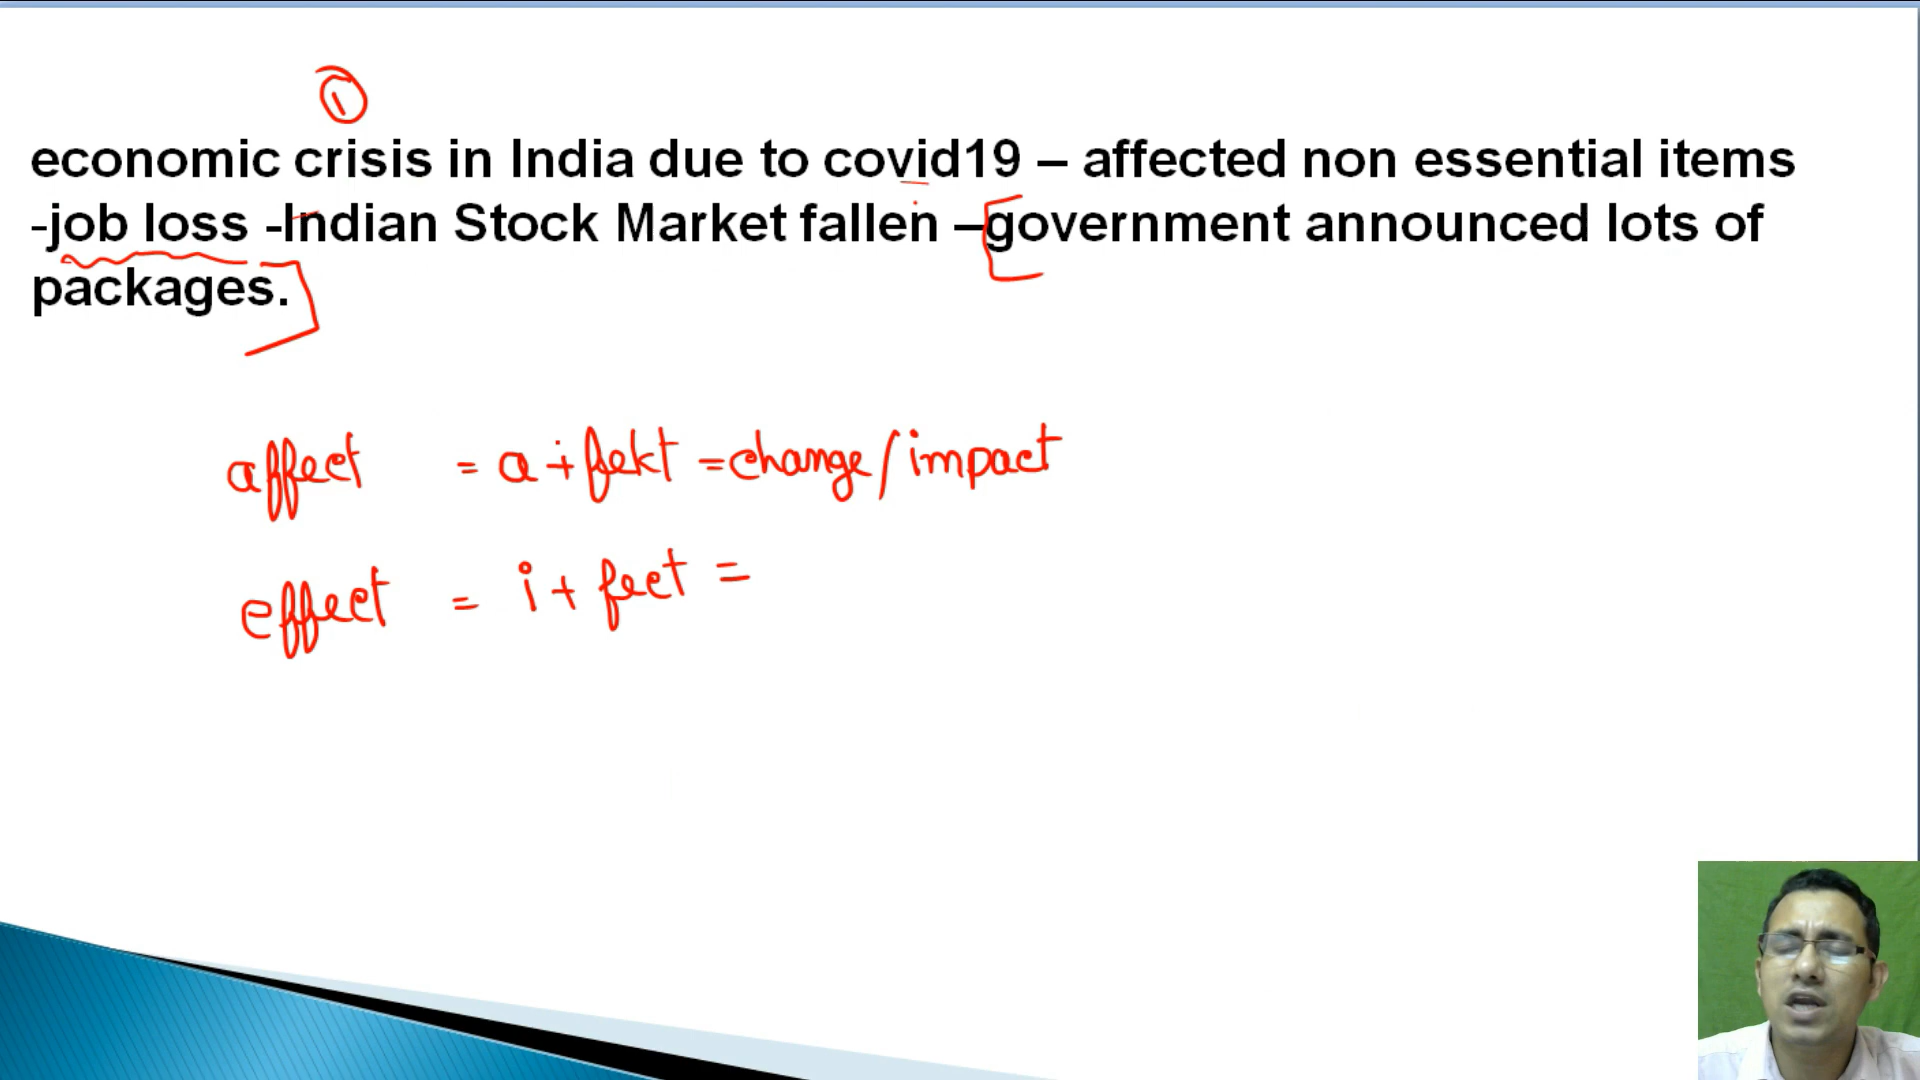 ①
economic crisis in India due to covid19 – affected non essential items
-job loss -Indian Stock Market fallen –government announced lots of
packages.
affect = a+fekt =change/impact
effect = i+fect =